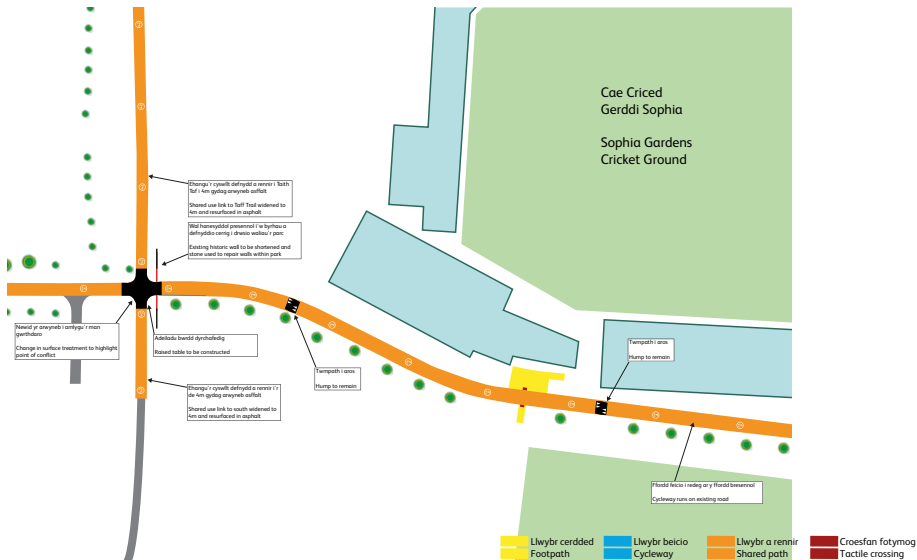 Cae Criced
Gerddi Sophia
Sophia Gardens
Cricket Ground
Ehangu'r cyswllt defnydd a rennir i Taith
Taf i 4m gydag arwyneb asffalt
Shared use link to Taff Trail widened to
4m and resurfaced in asphalt
Wal hanesyddol presennol i'w byrhau a
defnyddio cerrig i drwsio waliau'r parc
Existing historic wall to be shortened and
stone used to repair walls within park
Newid yr arwyneb i amlygu'r man
gwrthdaro
Change in surface treatment to highlight
point of conflict
Adeiladu bwrdd dyrchafedig
Raised table to be constructed
Twmpath i aros
Hump to remain
Twmpath i aros
Hump to remain
Ehangu'r cyswllt defnydd a rennir i'r
de 4m gydag arwyneb asffalt
Shared use link to south widened to
4m and resurfaced in asphalt
Ffordd feicio i redeg ar y ffordd bresennol
Cycleway runs on existing road
Llwybr cerdded
Footpath
Llwybr beicio
Cycleway
Llwybr a rennir
Shared path
Croesfan fotymog
Tactile crossing